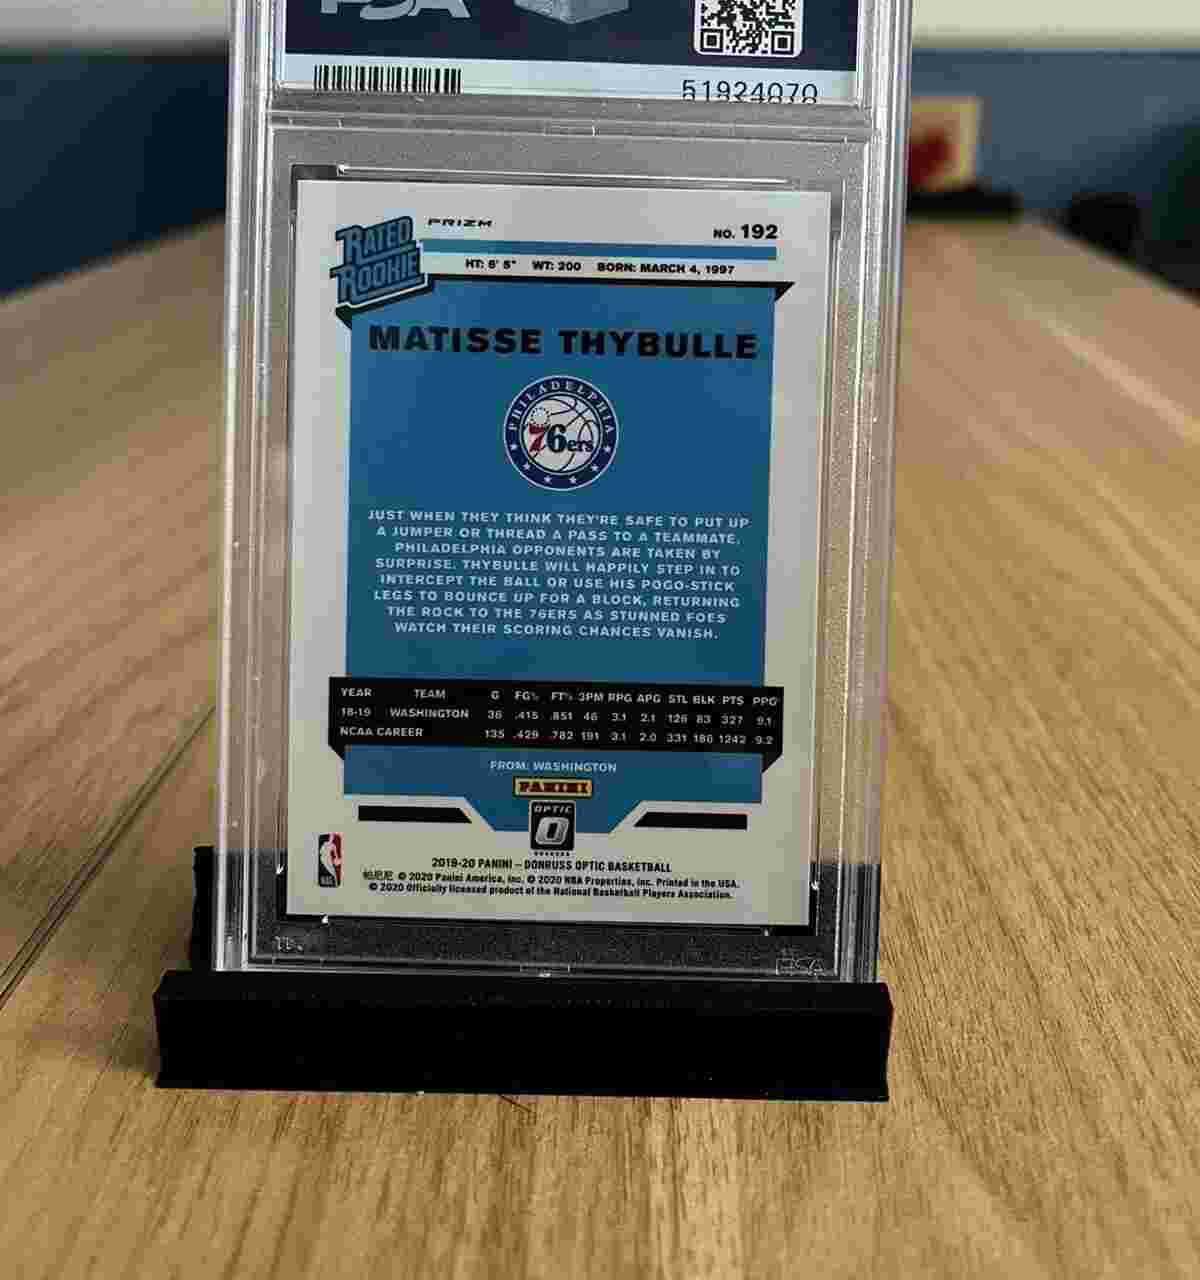 PSA
51924070
RATED
ROOKIE
PRIZM
NO. 192
HT: 6' 5" WT: 200 BORN: MARCH 4, 1997
MATISSE THYBULLE
PHILADELPHIA
76ers
JUST WHEN THEY THINK THEY'RE SAFE TO PUT UP
A JUMPER OR THREAD A PASS TO A TEAMMATE,
PHILADELPHIA OPPONENTS ARE TAKEN BY
SURPRISE. THYBULLE WILL HAPPILY STEP IN TO
INTERCEPT THE BALL OR USE HIS POGO-STICK
LEGS TO BOUNCE UP FOR A BLOCK, RETURNING
THE ROCK TO THE 76ERS AS STUNNED FOES
WATCH THEIR SCORING CHANCES VANISH.
YEAR TEAM G FG% FT% 3PM RPG APG STL BLK PTS PPG
18-19 WASHINGTON 36 .415 .851 46 3.1 2.1 126 83 327 9.1
NCAA CAREER 135 .429 .782 191 3.1 2.0 331 186 1242 9.2
FROM: WASHINGTON
PANINI
OPTIC
DONRUSS
2019-20 PANINI – DONRUSS OPTIC BASKETBALL
帕尼尼 © 2020 Panini America, Inc. © 2020 NBA Properties, Inc. Printed in the USA.
© 2020 Officially licensed product of the National Basketball Players Association.
NBA
PSA